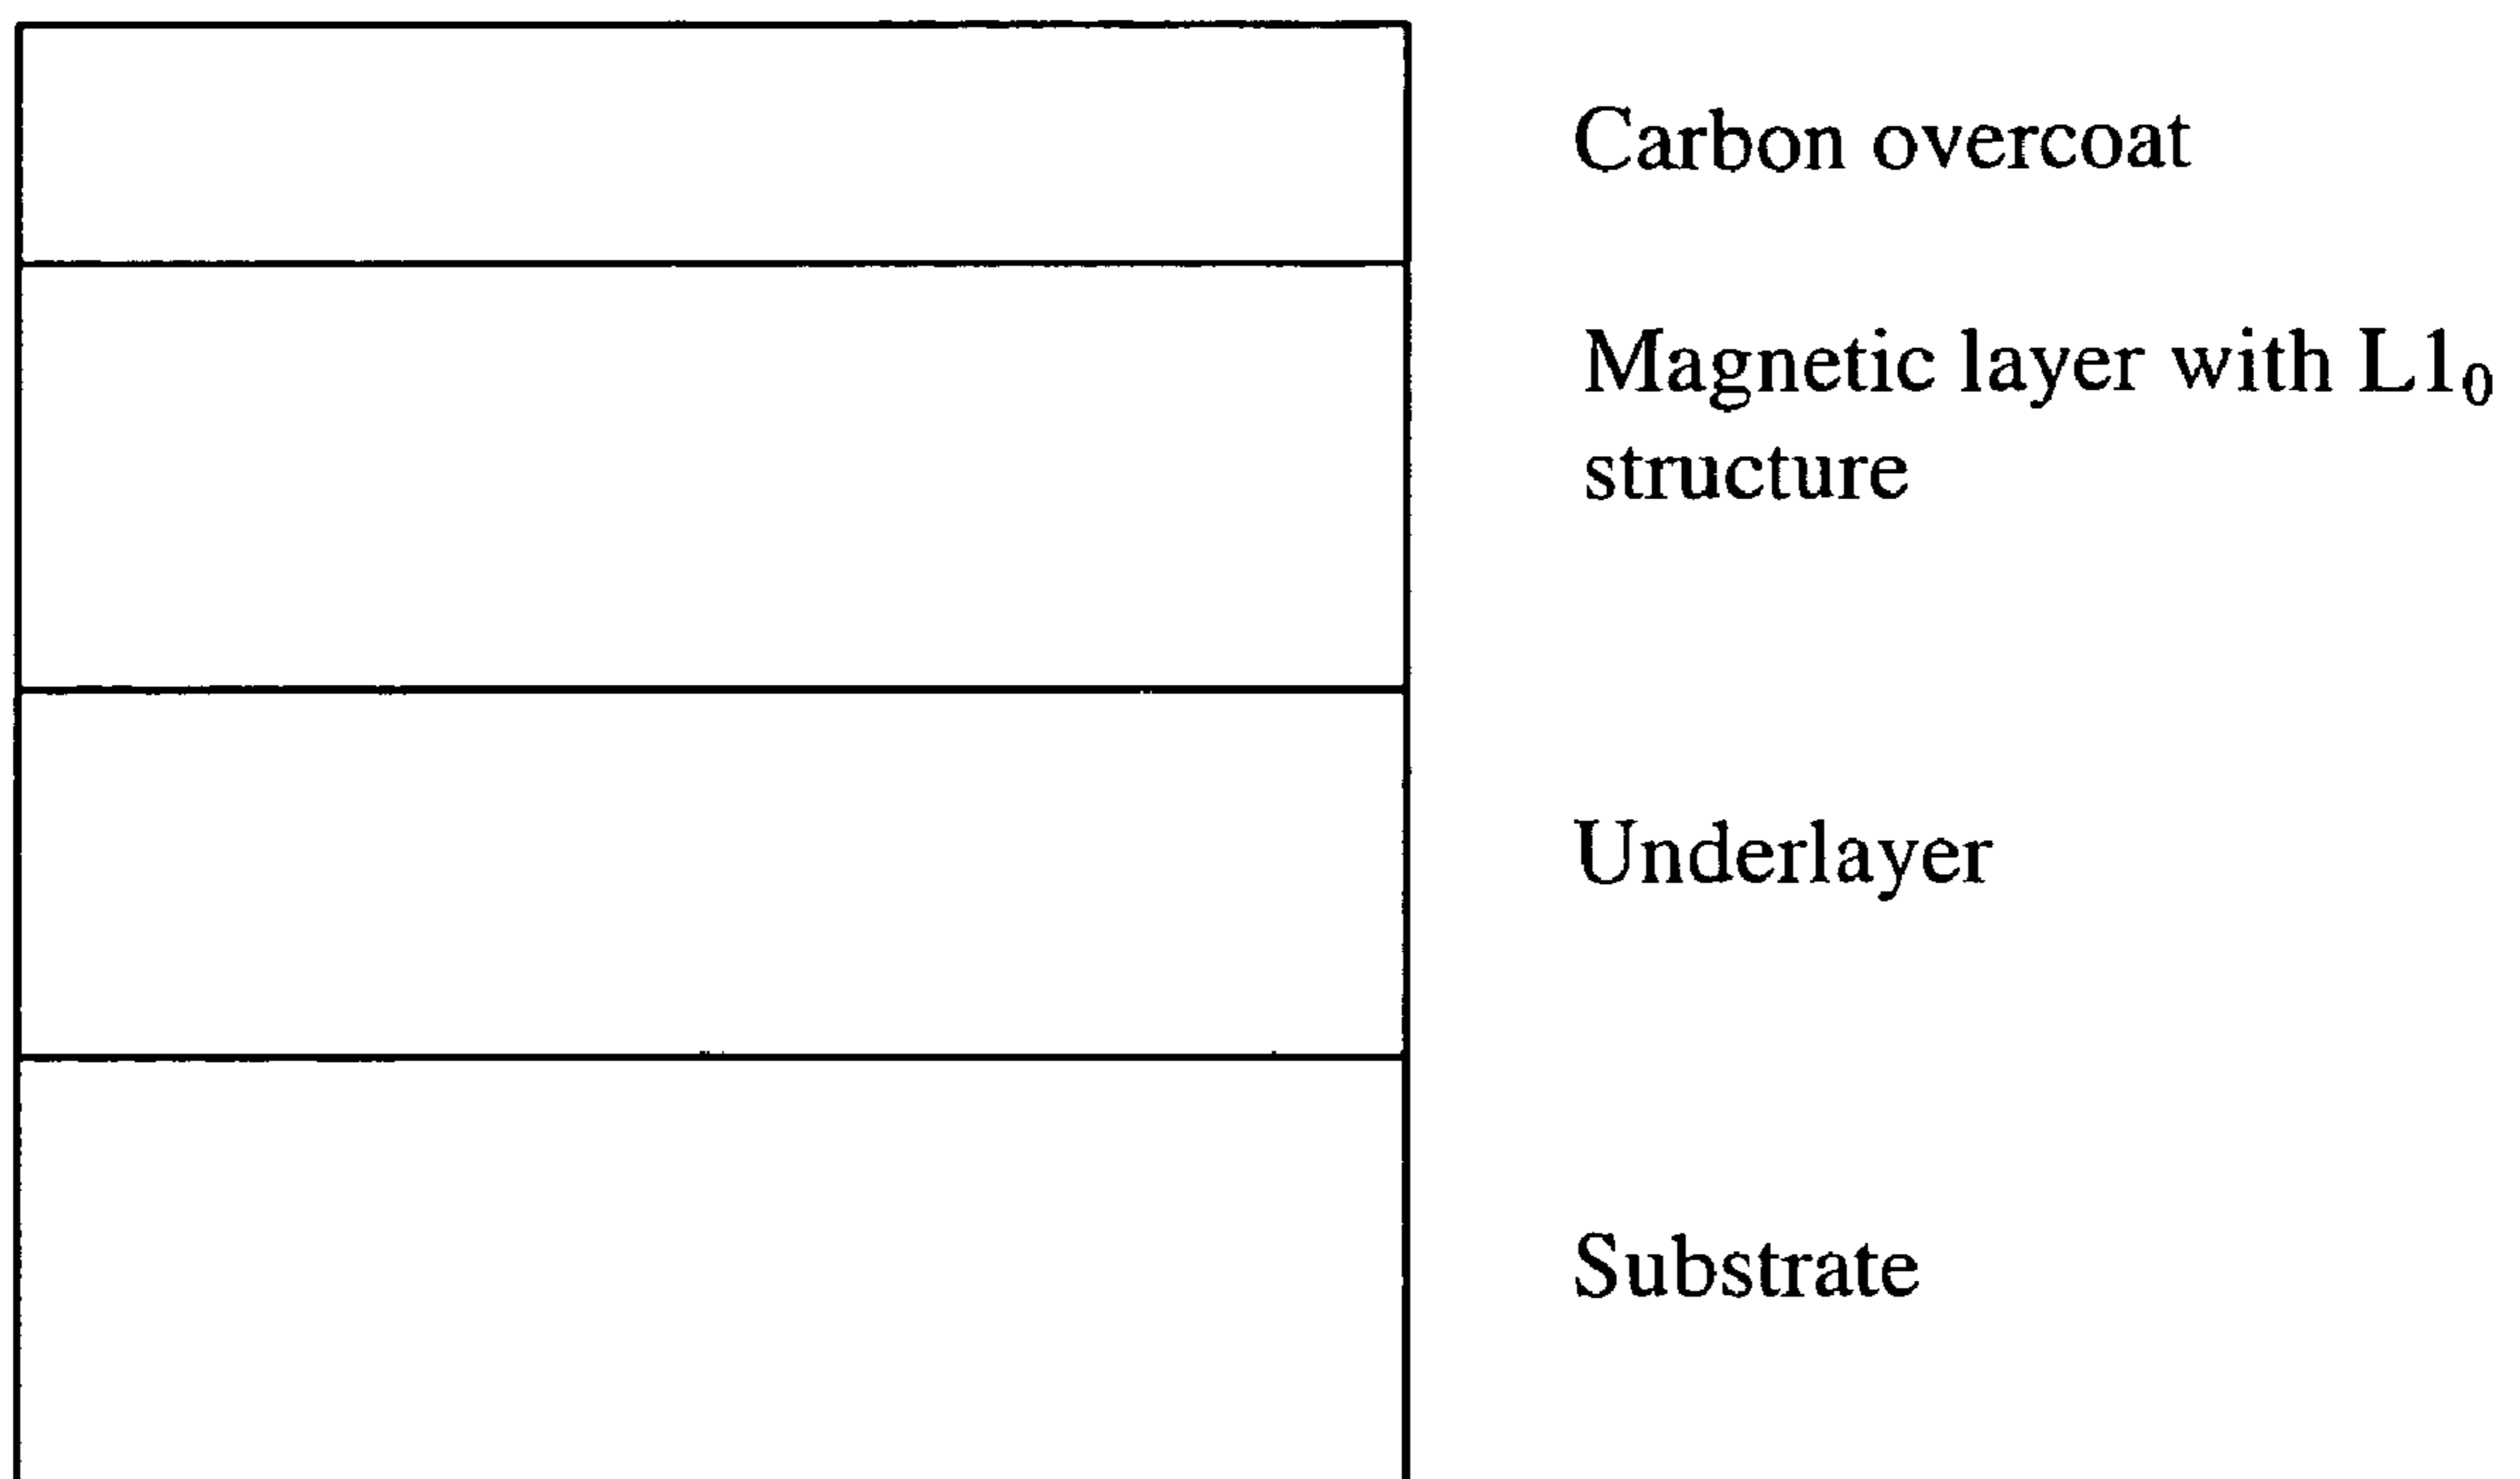 Carbon overcoat
Magnetic layer with L1₀
structure
Underlayer
Substrate